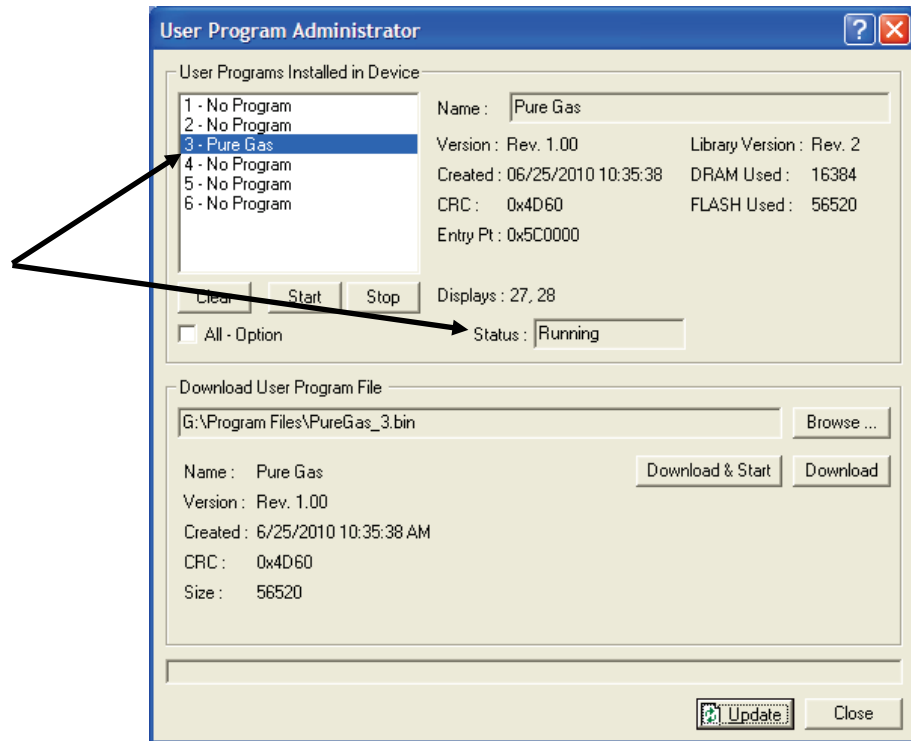 User Program Administrator
User Programs Installed in Device
1 - No Program
2 - No Program
3 - Pure Gas
4 - No Program
5 - No Program
6 - No Program
Name : Pure Gas
Version : Rev. 1.00 Library Version : Rev. 2
Created : 06/25/2010 10:35:38 DRAM Used : 16384
CRC : 0x4D60 FLASH Used : 56520
Entry Pt : 0x5C0000
Clear Start Stop Displays : 27, 28
All - Option Status : Running
Download User Program File
G:\Program Files\PureGas_3.bin Browse ...
Name : Pure Gas Download & Start Download
Version : Rev. 1.00
Created : 6/25/2010 10:35:38 AM
CRC : 0x4D60
Size : 56520
Update Close